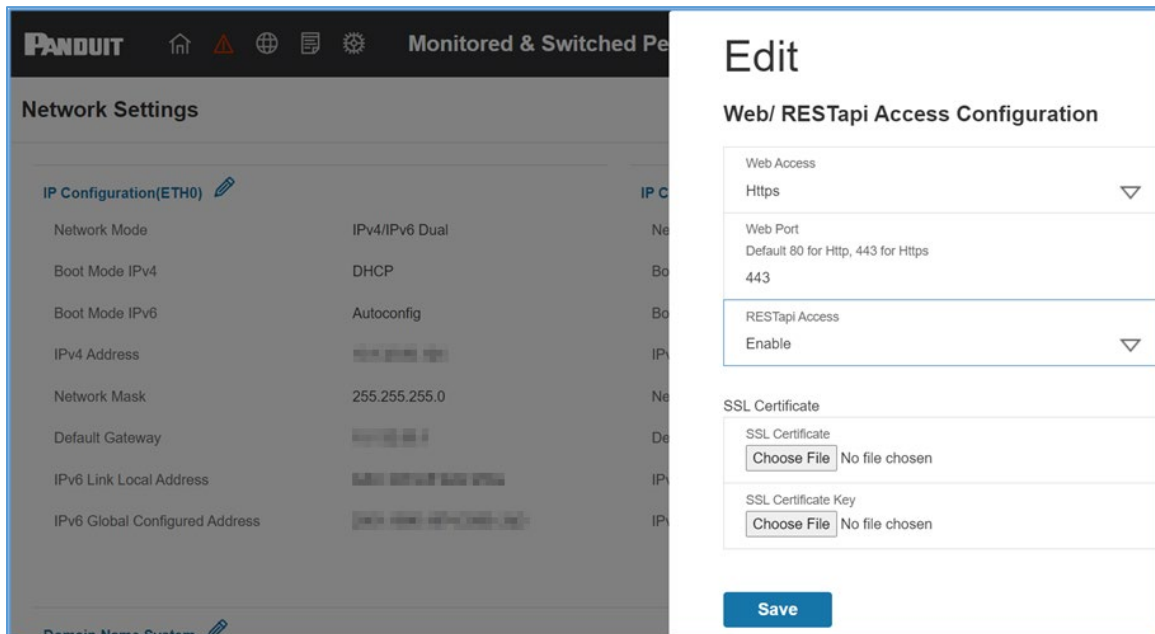 PANDUIT
Monitored & Switched Pe
Network Settings
IP Configuration(ETH0)
Network Mode IPv4/IPv6 Dual
Boot Mode IPv4 DHCP
Boot Mode IPv6 Autoconfig
IPv4 Address
Network Mask 255.255.255.0
Default Gateway
IPv6 Link Local Address
IPv6 Global Configured Address
Domain Name System
IP C
Ne
Bo
Bo
IPv
Ne
De
IPv
IPv
Edit
Web/ RESTapi Access Configuration
Web Access
Https
Web Port
Default 80 for Http, 443 for Https
443
RESTapi Access
Enable
SSL Certificate
SSL Certificate
Choose File No file chosen
SSL Certificate Key
Choose File No file chosen
Save